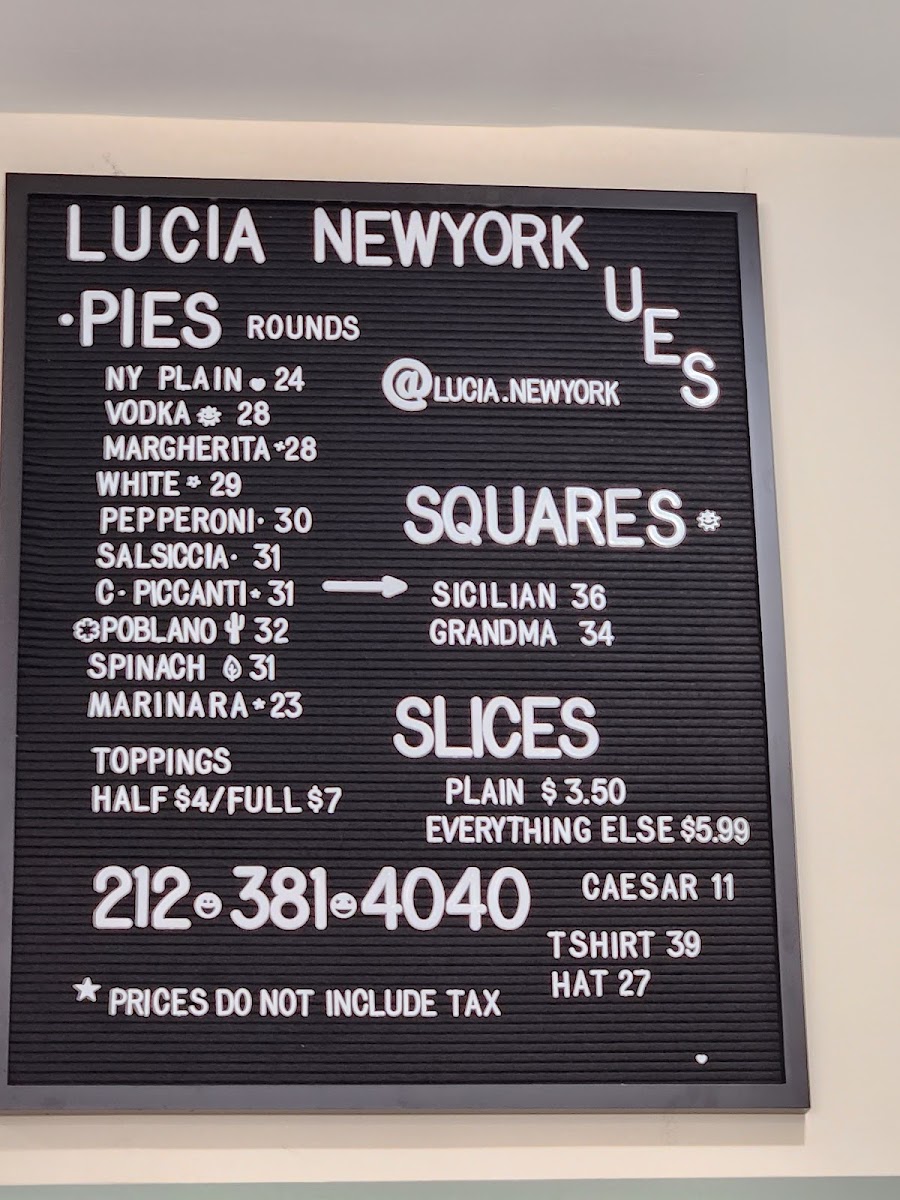 LUCIA NEWYORK
UES
·PIES ROUNDS
NY PLAIN 24
VODKA 28
MARGHERITA 28
WHITE 29
PEPPERONI· 30
SALSICCIA· 31
C· PICCANTI 31
POBLANO 32
SPINACH 31
MARINARA 23
TOPPINGS
HALF $4/FULL $7
@LUCIA.NEWYORK
SQUARES
SICILIAN 36
GRANDMA 34
SLICES
PLAIN $ 3.50
EVERYTHING ELSE $5.99
CAESAR 11
TSHIRT 39
HAT 27
212 381 4040
★ PRICES DO NOT INCLUDE TAX